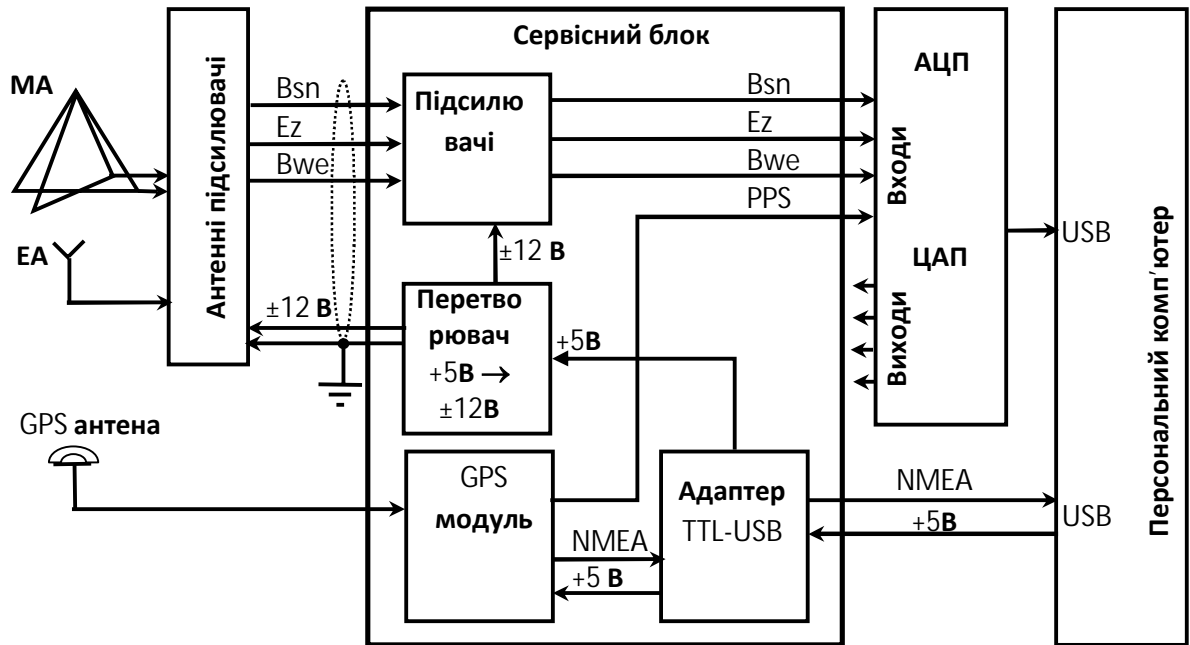 Сервісний блок
МА
ЕА
Антенні підсилювачі
Bsn
Ez
Bwe
±12 В
Підсилю
вачі
±12 В
Перетво
рювач
+5В →
±12В
+5В
Bsn
Ez
Bwe
PPS
АЦП
Входи
ЦАП
Виходи
USB
Персональний комп′ютер
GPS антена
GPS
модуль
NMEA
+5 В
Адаптер
TTL-USB
NMEA
+5В
USB